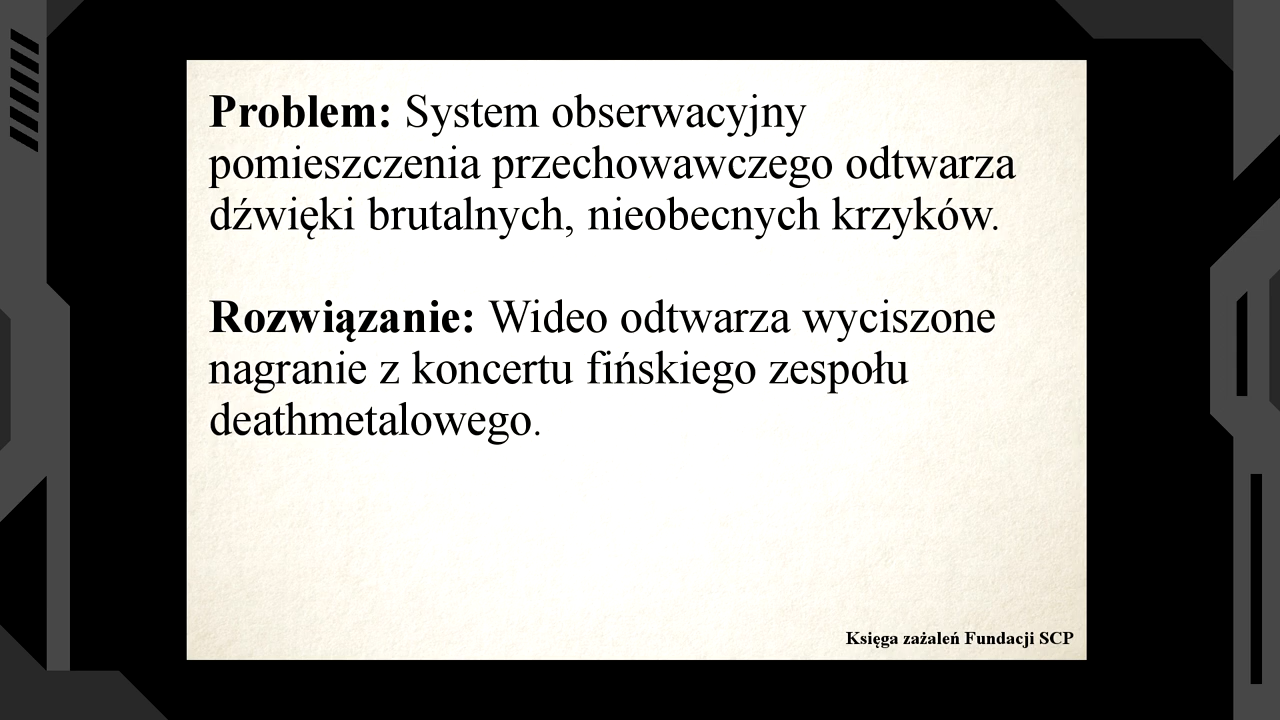 Problem: System obserwacyjny
pomieszczenia przechowawczego odtwarza
dźwięki brutalnych, nieobecnych krzyków.
Rozwiązanie: Wideo odtwarza wyciszone
nagranie z koncertu fińskiego zespołu
deathmetalowego.
Księga zażaleń Fundacji SCP